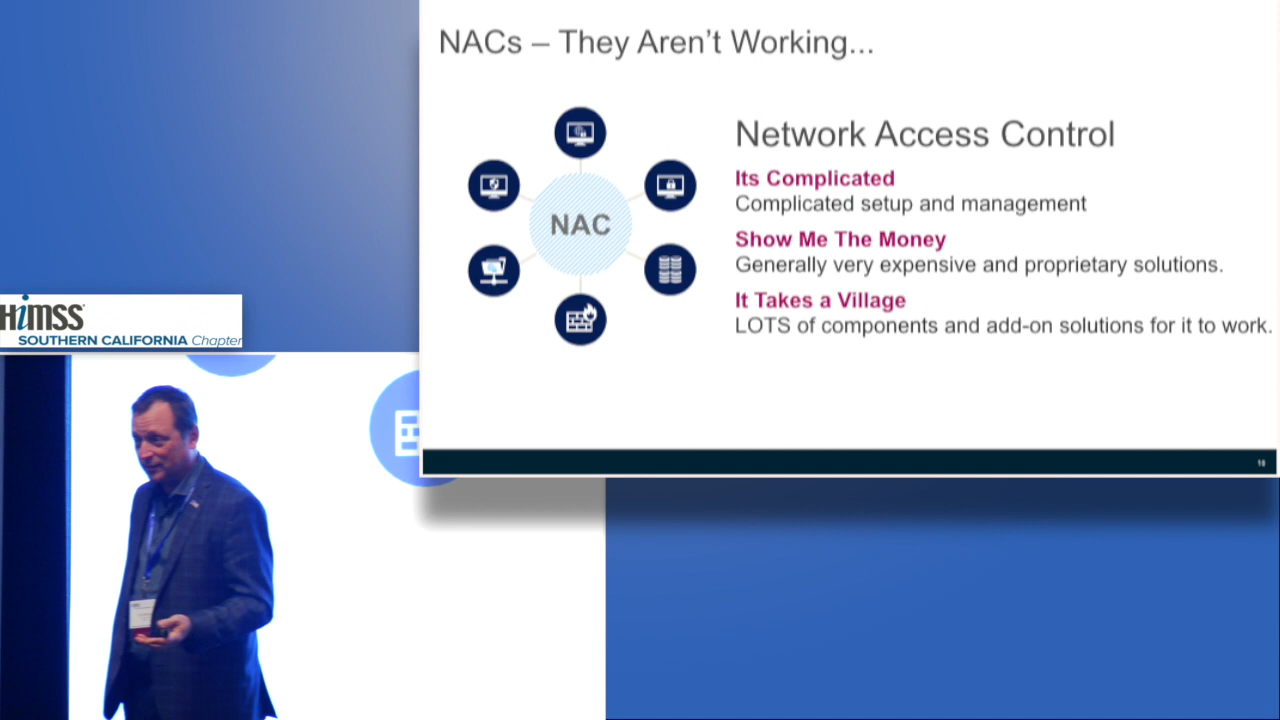 NACs – They Aren't Working...
NAC
Network Access Control
Its Complicated
Complicated setup and management
Show Me The Money
Generally very expensive and proprietary solutions.
It Takes a Village
LOTS of components and add-on solutions for it to work.
HiMSS
SOUTHERN CALIFORNIA Chapter